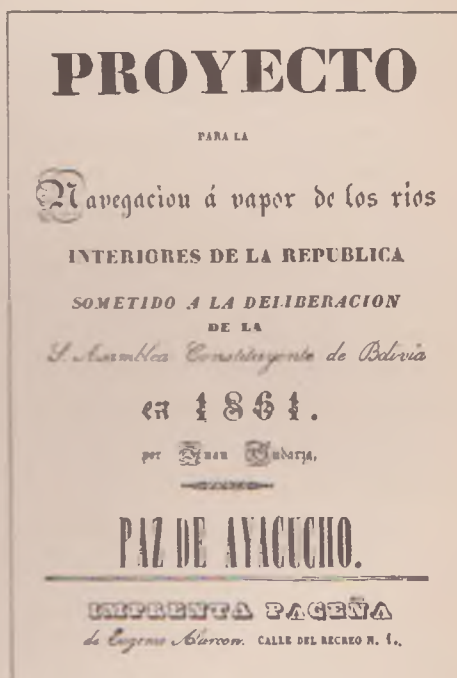 PROYECTO
PARA LA
Navegacion á vapor de los rios
INTERIORES DE LA REPUBLICA
SOMETIDO A LA DELIBERACION
DE LA
S. Asamblea Constituyente de Bolivia
en 1861.
por Juan
PAZ DE AYACUCHO.
IMPRENTA PACEÑA
de Eugenio Alarcon. CALLE DEL RECREO N. 1.